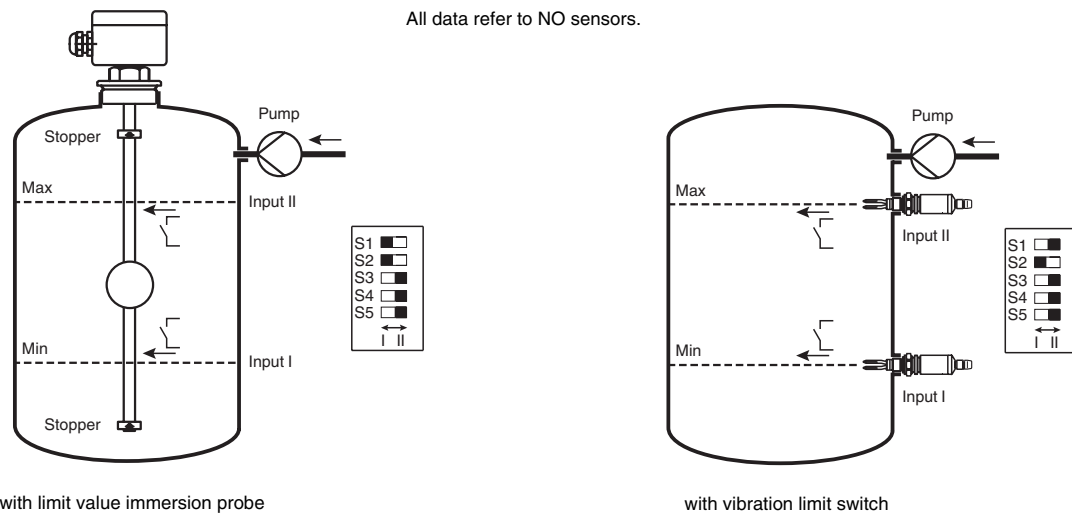 All data refer to NO sensors.
Pump
Stopper
Max
Input II
S1
S2
S3
S4
S5
I II
Min
Input I
Stopper
with limit value immersion probe
Pump
Max
Input II
S1
S2
S3
S4
S5
I II
Min
Input I
with vibration limit switch